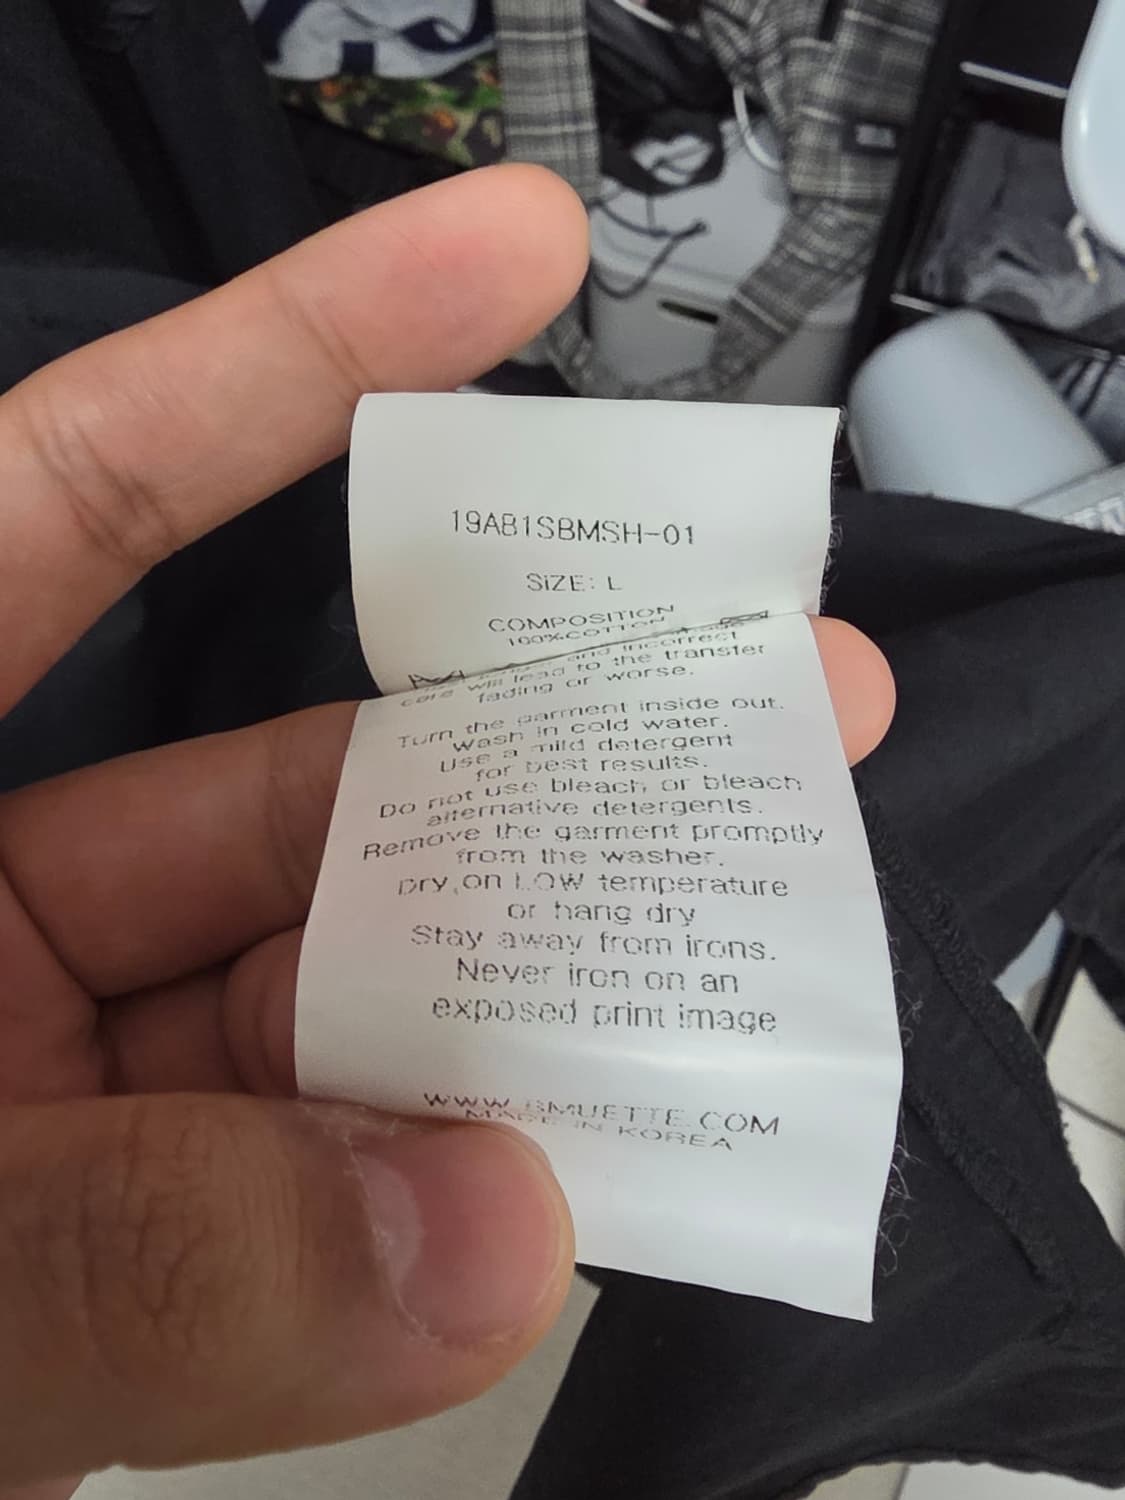 19AB1SBMSH-01
SiZE: L
COMPOSITION
100%COTTON
and incorrect
care will lead to the transfer
fading or worse.
Turn the garment inside out.
Wash in cold water.
Use a mild detergent
for best results.
Do not use bleach or bleach
alternative detergents.
Remove the garment promptly
from the washer.
Dry on LOW temperature
or hang dry
Stay away from irons.
Never iron on an
exposed print image
WWW.BMUETTE.COM
MADE IN KOREA